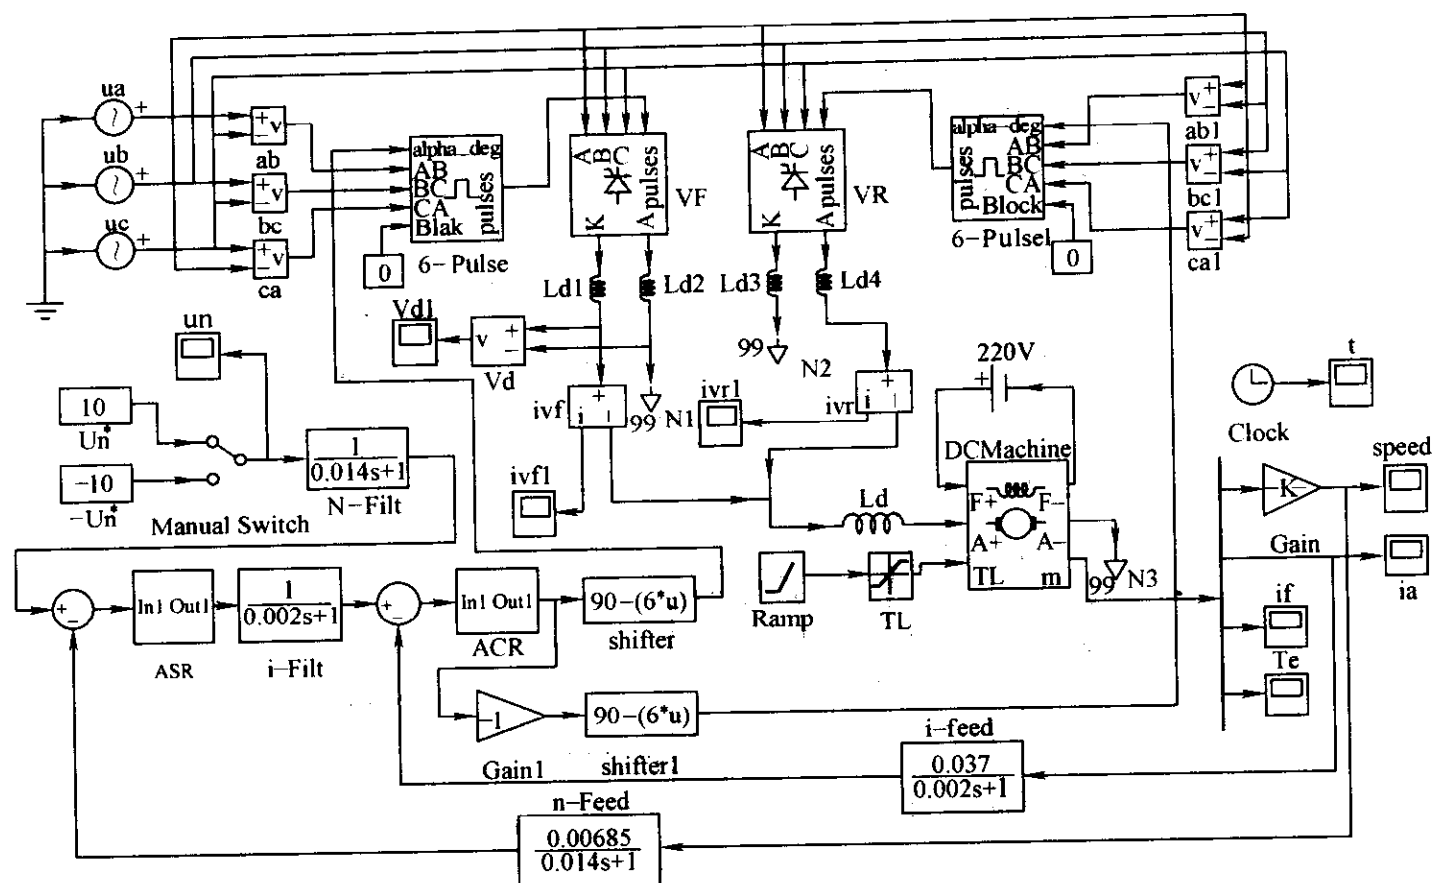 ua
+
ub
+
uc
+
+
v
−
ab
+
v
−
bc
+
v
−
ca
alpha_deg
AB
BC
CA
Blak
pulses
6−Pulse
0
A
B
C
pulses
K
A
VF
A
B
C
pulses
K
A
VR
alpha_deg
AB
BC
CA
Block
pulses
6−Pulsel
0
v
+
−
ab1
v
+
−
bc1
v
+
−
ca1
Ld1
Ld2
Ld3
Ld4
Vd1
v
+
−
Vd
un
10
Un*
−10
−Un*
Manual Switch
1
0.014s+1
N−Filt
ivf
+
i
−
99
N1
ivf1
99
N2
ivr1
ivr
+
i
−
220V
+
DCMachine
F+
F−
A+
A−
TL
m
99
N3
Ld
Ramp
TL
Clock
t
speed
−K−
Gain
ia
if
Te
+
−
In1 Out1
ASR
1
0.002s+1
i−Filt
+
−
In1 Out1
ACR
90−(6*u)
shifter
−1
Gain1
90−(6*u)
shifter1
i−feed
0.037
0.002s+1
n−Feed
0.00685
0.014s+1